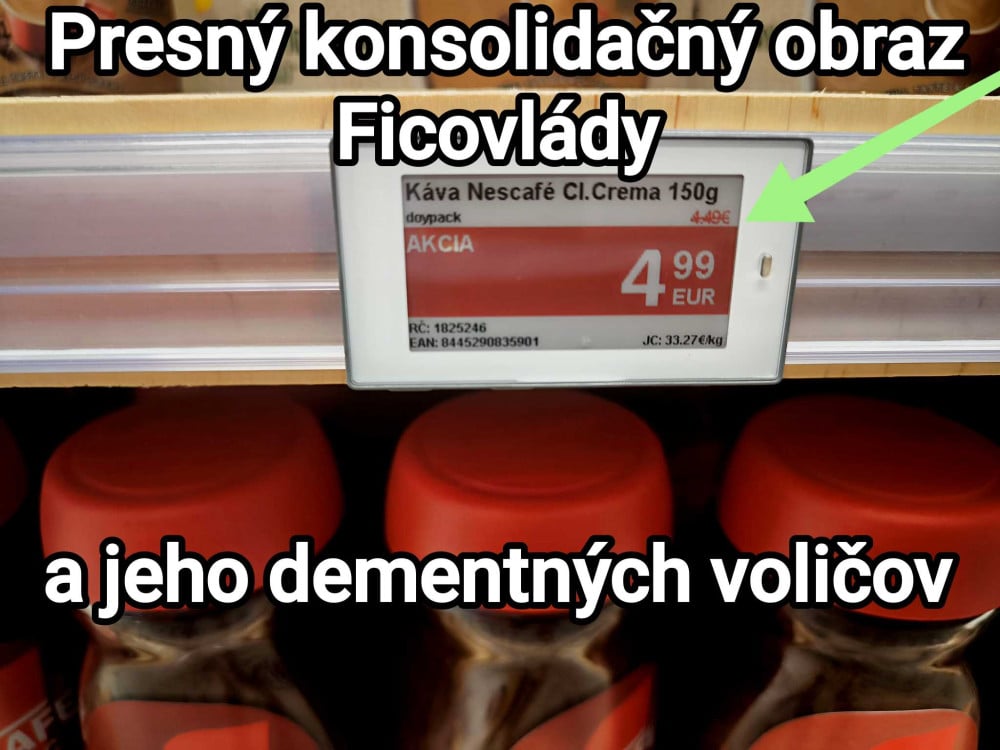 Presný konsolidačný obraz
Ficovlády
Káva Nescafé Cl.Crema 150g
doypack 4.49€
AKCIA
4 99
EUR
RČ: 1825246
EAN: 8445290835901 JC: 33.27€/kg
a jeho dementných voličov
AFE